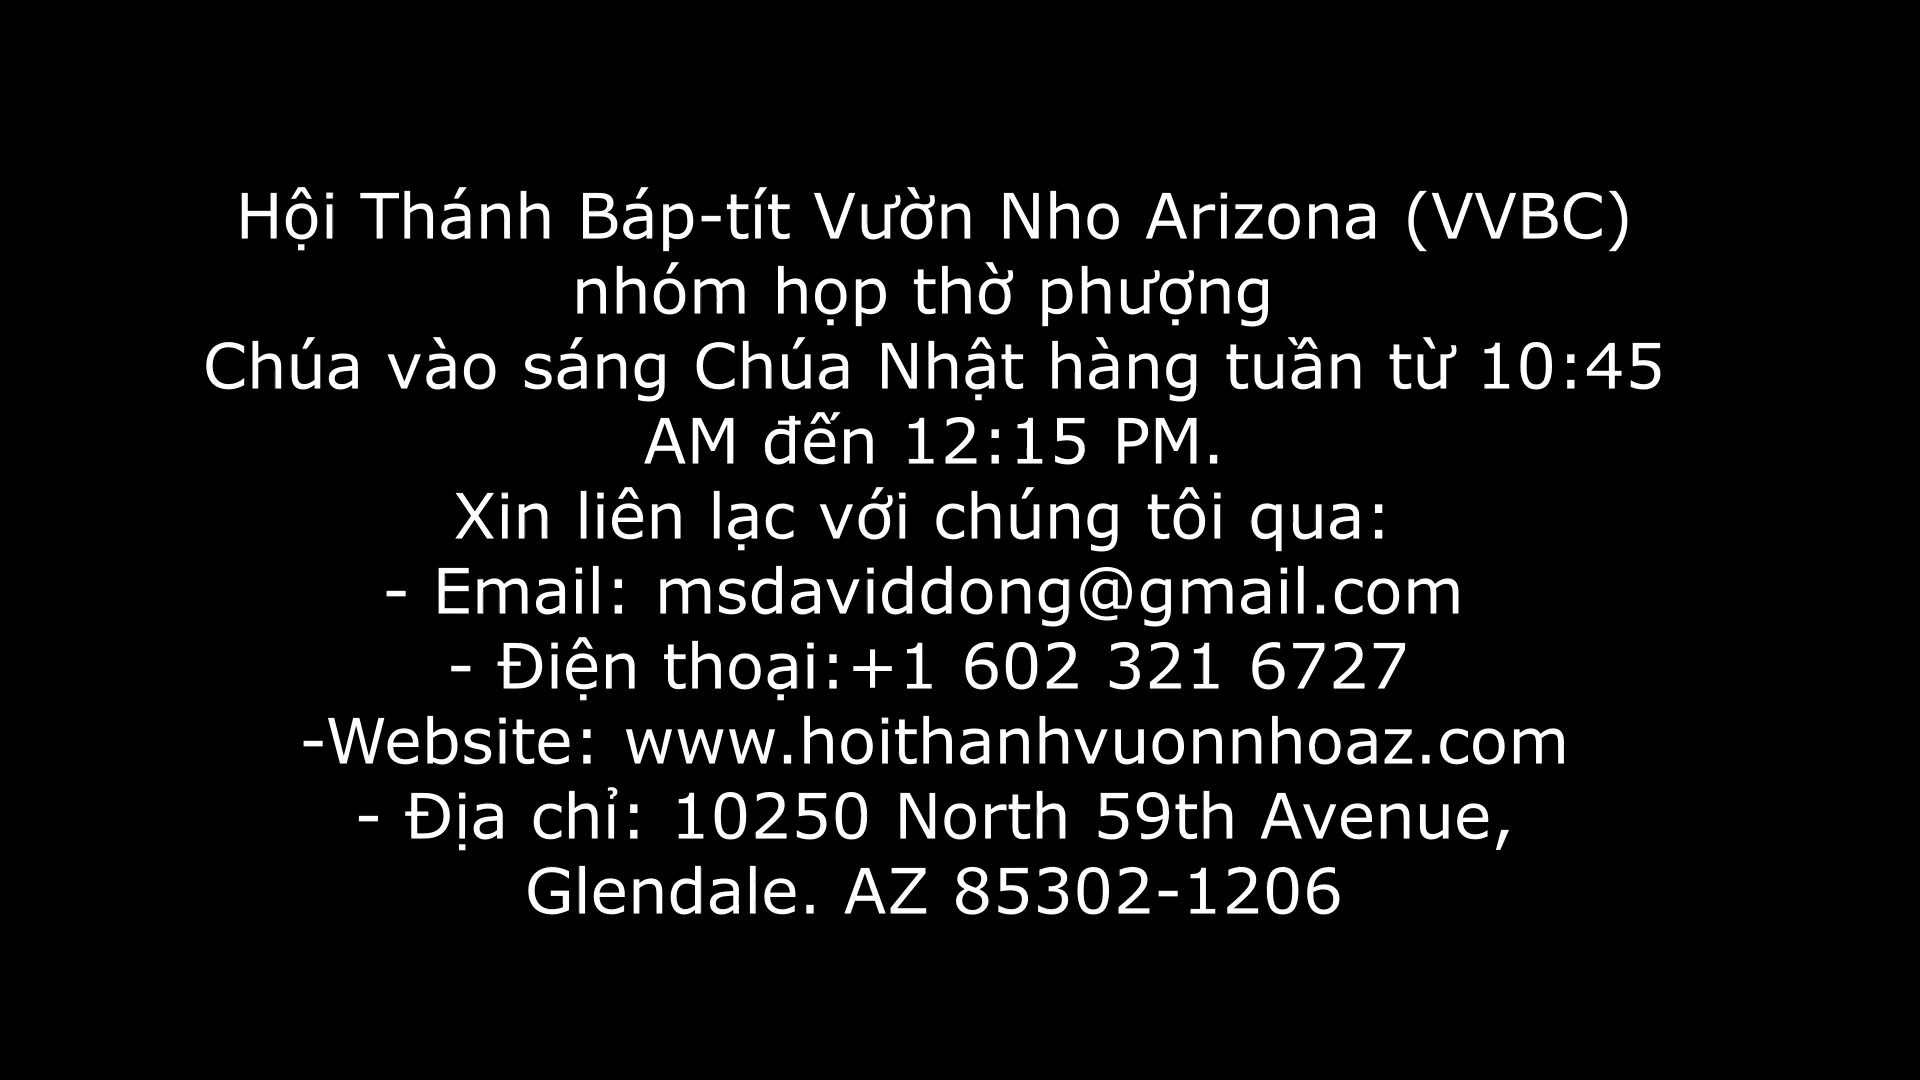 Hội Thánh Báp-tít Vườn Nho Arizona (VVBC)
nhóm họp thờ phượng
Chúa vào sáng Chúa Nhật hàng tuần từ 10:45
AM đến 12:15 PM.
Xin liên lạc với chúng tôi qua:
- Email: msdaviddong@gmail.com
- Điện thoại:+1 602 321 6727
-Website: www.hoithanhvuonnhoaz.com
- Địa chỉ: 10250 North 59th Avenue,
Glendale. AZ 85302-1206